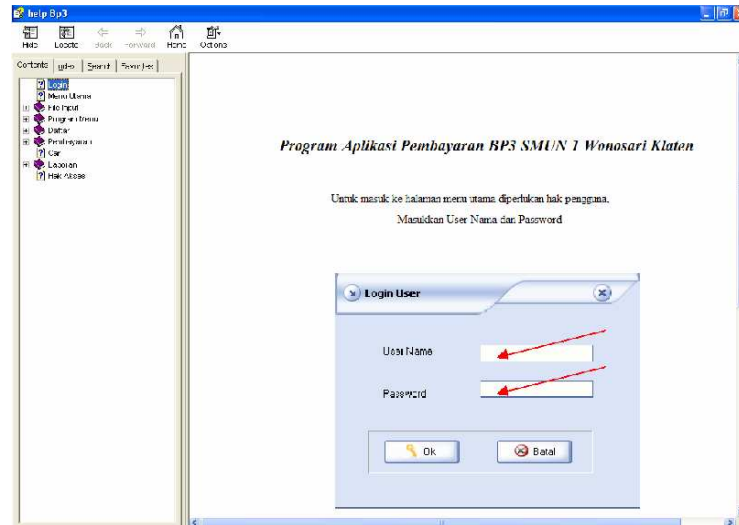 help Bp3
Hide Locate Back Forward Home Options
Contents Index Search Favorites
Login
Menu Utama
File Input
Program Menu
Daftar
Pembayaran
Cari
Laporan
Hak Akses
Program Aplikasi Pembayaran BP3 SMUN 1 Wonosari Klaten
Untuk masuk ke halaman menu utama diperlukan hak pengguna.
Masukkan User Nama dan Password
Login User
User Name
Password
Ok Batal